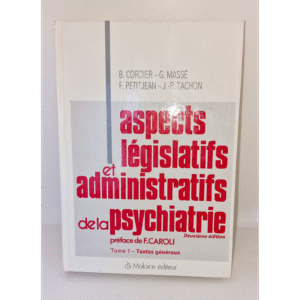 B. CORDIER - G. MASSÉ
F. PETITJEAN - J.-P. TACHON
aspects
législatifs
et
administratifs
de la psychiatrie
Deuxième édition
préface de F. CAROLI
Tome 1 - Textes généraux
Maloine éditeur